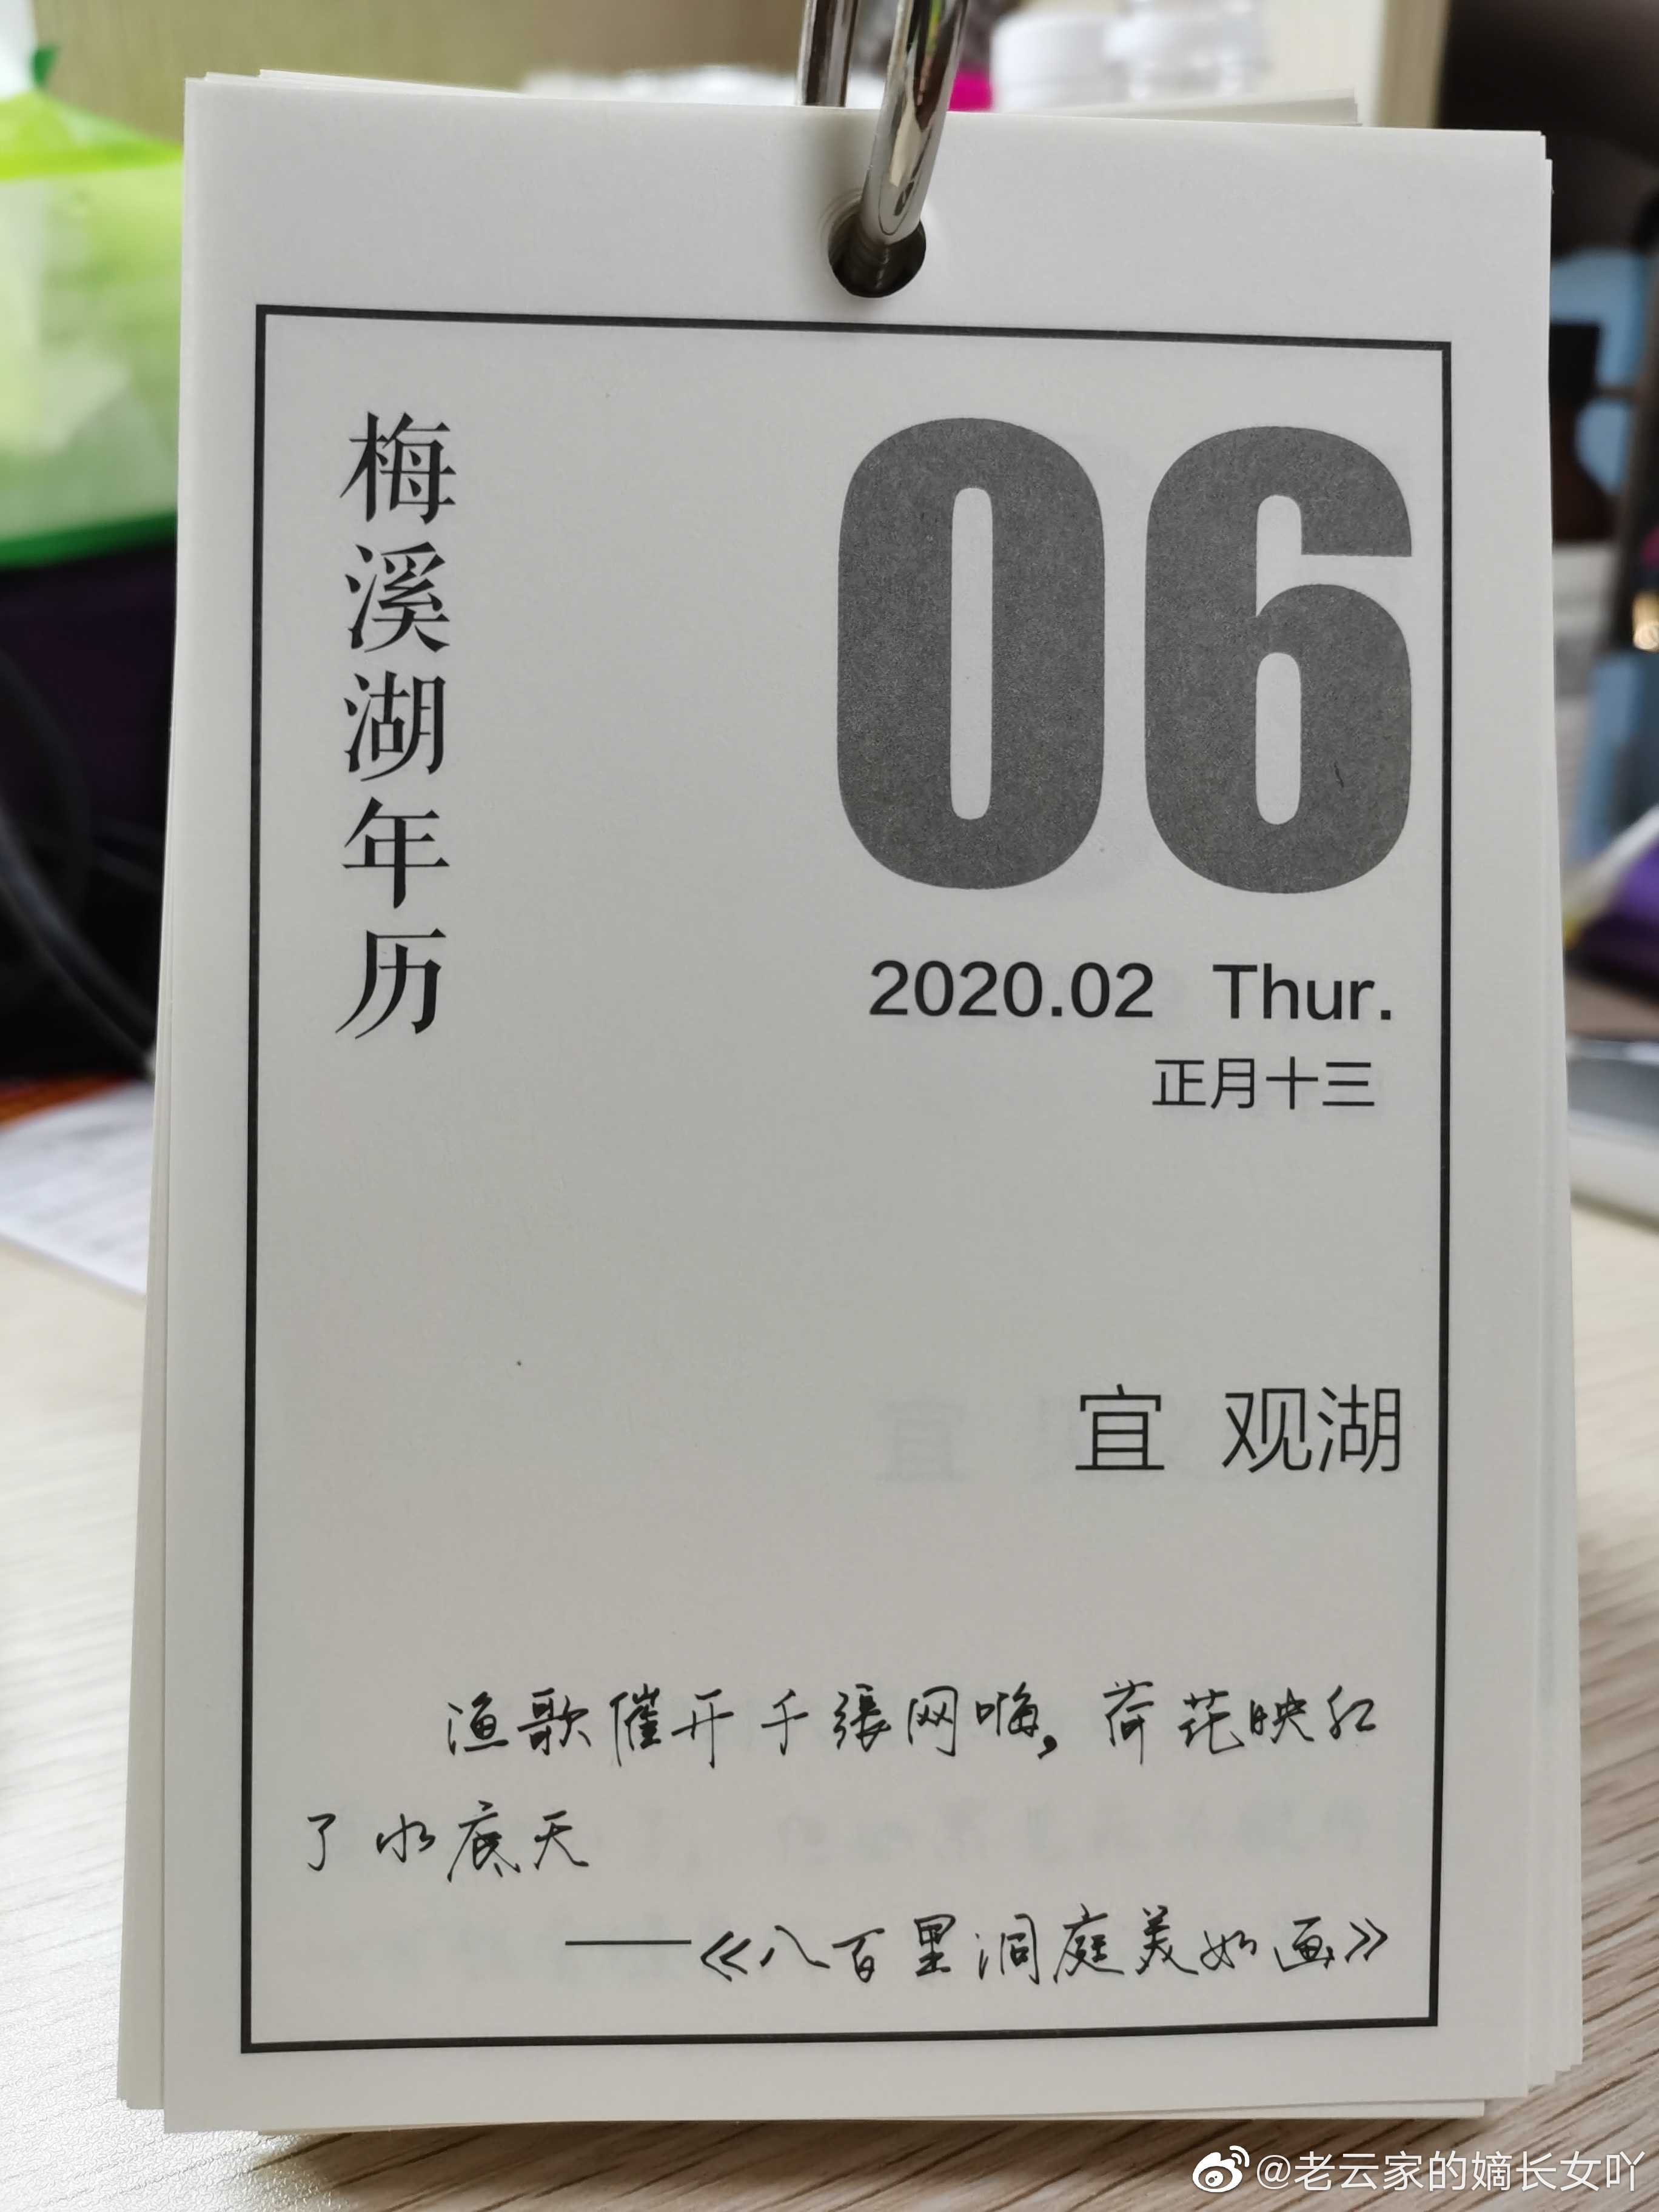 梅溪湖年历
06
2020.02 Thur.
正月十三
宜 观湖
渔歌催开千張网嗨，荷花映红
了水底天
——《八百里洞庭美如画》
@老云家的嫡长女吖